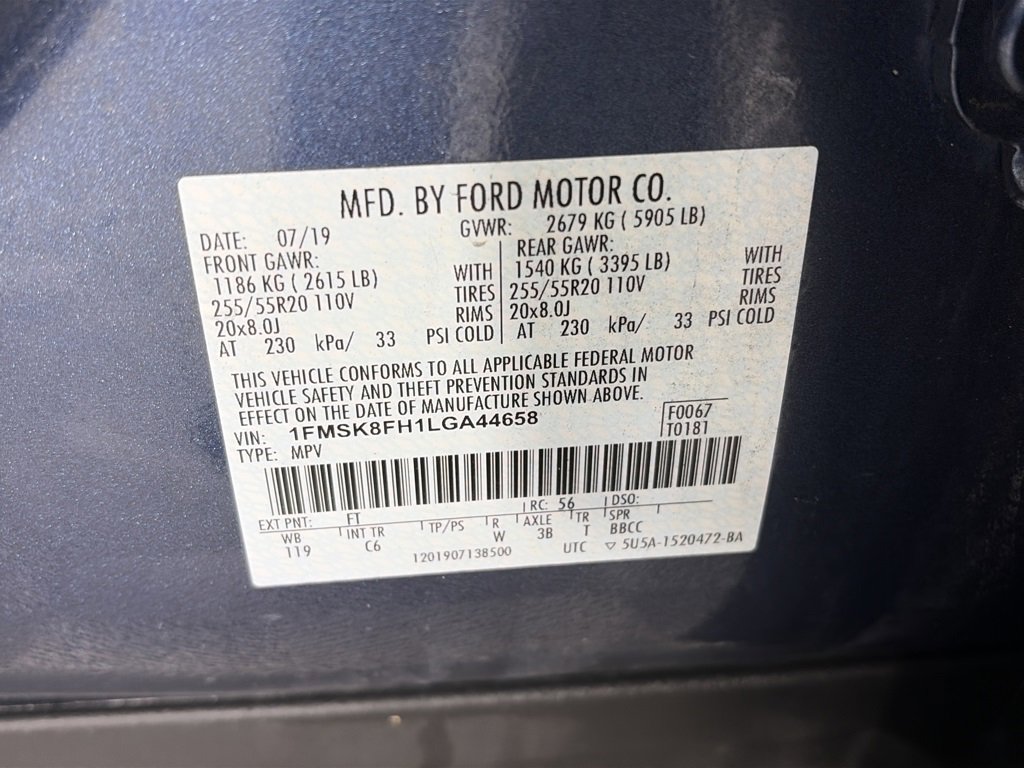 MFD. BY FORD MOTOR CO.
DATE: 07/19 GVWR: 2679 KG ( 5905 LB)
FRONT GAWR: REAR GAWR:
1186 KG ( 2615 LB) WITH 1540 KG ( 3395 LB) WITH
255/55R20 110V TIRES 255/55R20 110V TIRES
20x8.0J RIMS 20x8.0J RIMS
AT 230 kPa/ 33 PSI COLD AT 230 kPa/ 33 PSI COLD
THIS VEHICLE CONFORMS TO ALL APPLICABLE FEDERAL MOTOR
VEHICLE SAFETY AND THEFT PREVENTION STANDARDS IN
EFFECT ON THE DATE OF MANUFACTURE SHOWN ABOVE.
VIN: 1FMSK8FH1LGA44658 F0067
TYPE: MPV T0181
EXT PNT: FT RC: 56 DSO:
WB INT TR TP/PS R AXLE TR SPR
119 C6 W 3B T BBCC
1201907138500 UTC ▽ 5U5A-1520472-BA